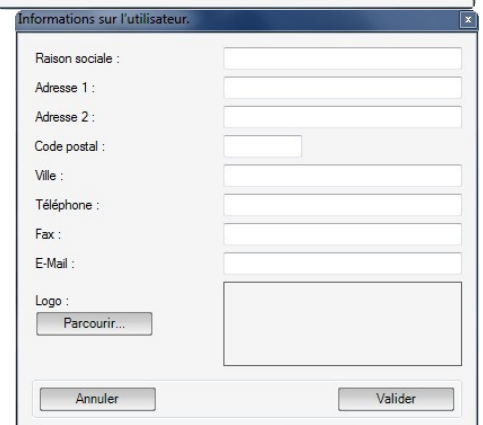 Informations sur l'utilisateur.
Raison sociale :
Adresse 1 :
Adresse 2 :
Code postal :
Ville :
Téléphone :
Fax :
E-Mail :
Logo :
Parcourir...
Annuler
Valider